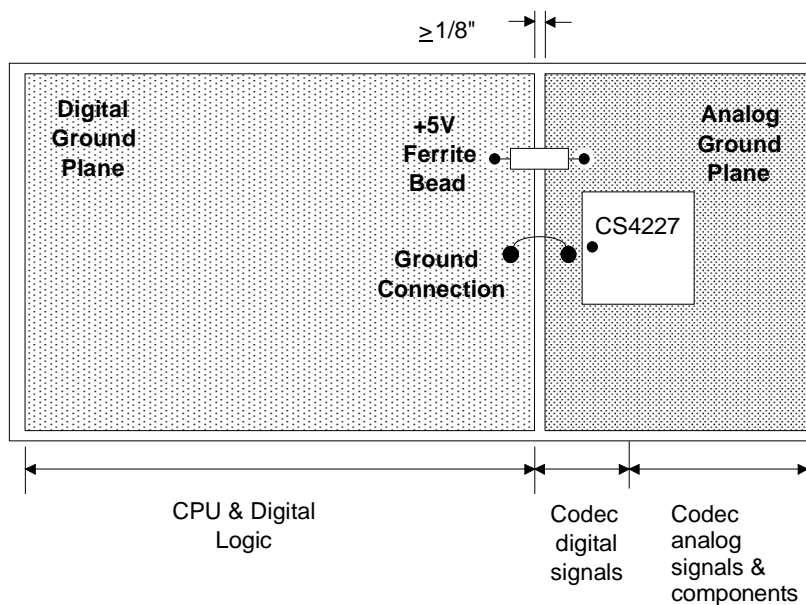 ≥1/8"
Digital
Ground
Plane
+5V
Ferrite
Bead
Analog
Ground
Plane
CS4227
Ground
Connection
CPU & Digital
Logic
Codec
digital
signals
Codec
analog
signals &
components